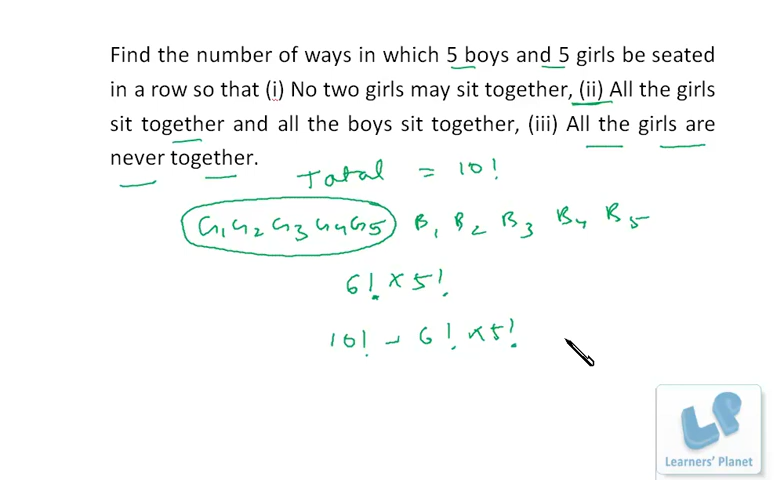 Find the number of ways in which 5 boys and 5 girls be seated
in a row so that (i) No two girls may sit together, (ii) All the girls
sit together and all the boys sit together, (iii) All the girls are
never together.
Total = 10!
G₁G₂G₃G₄G₅ B₁ B₂ B₃ B₄ B₅
6! × 5!
10! - 6! × 5!
LP
Learners' Planet